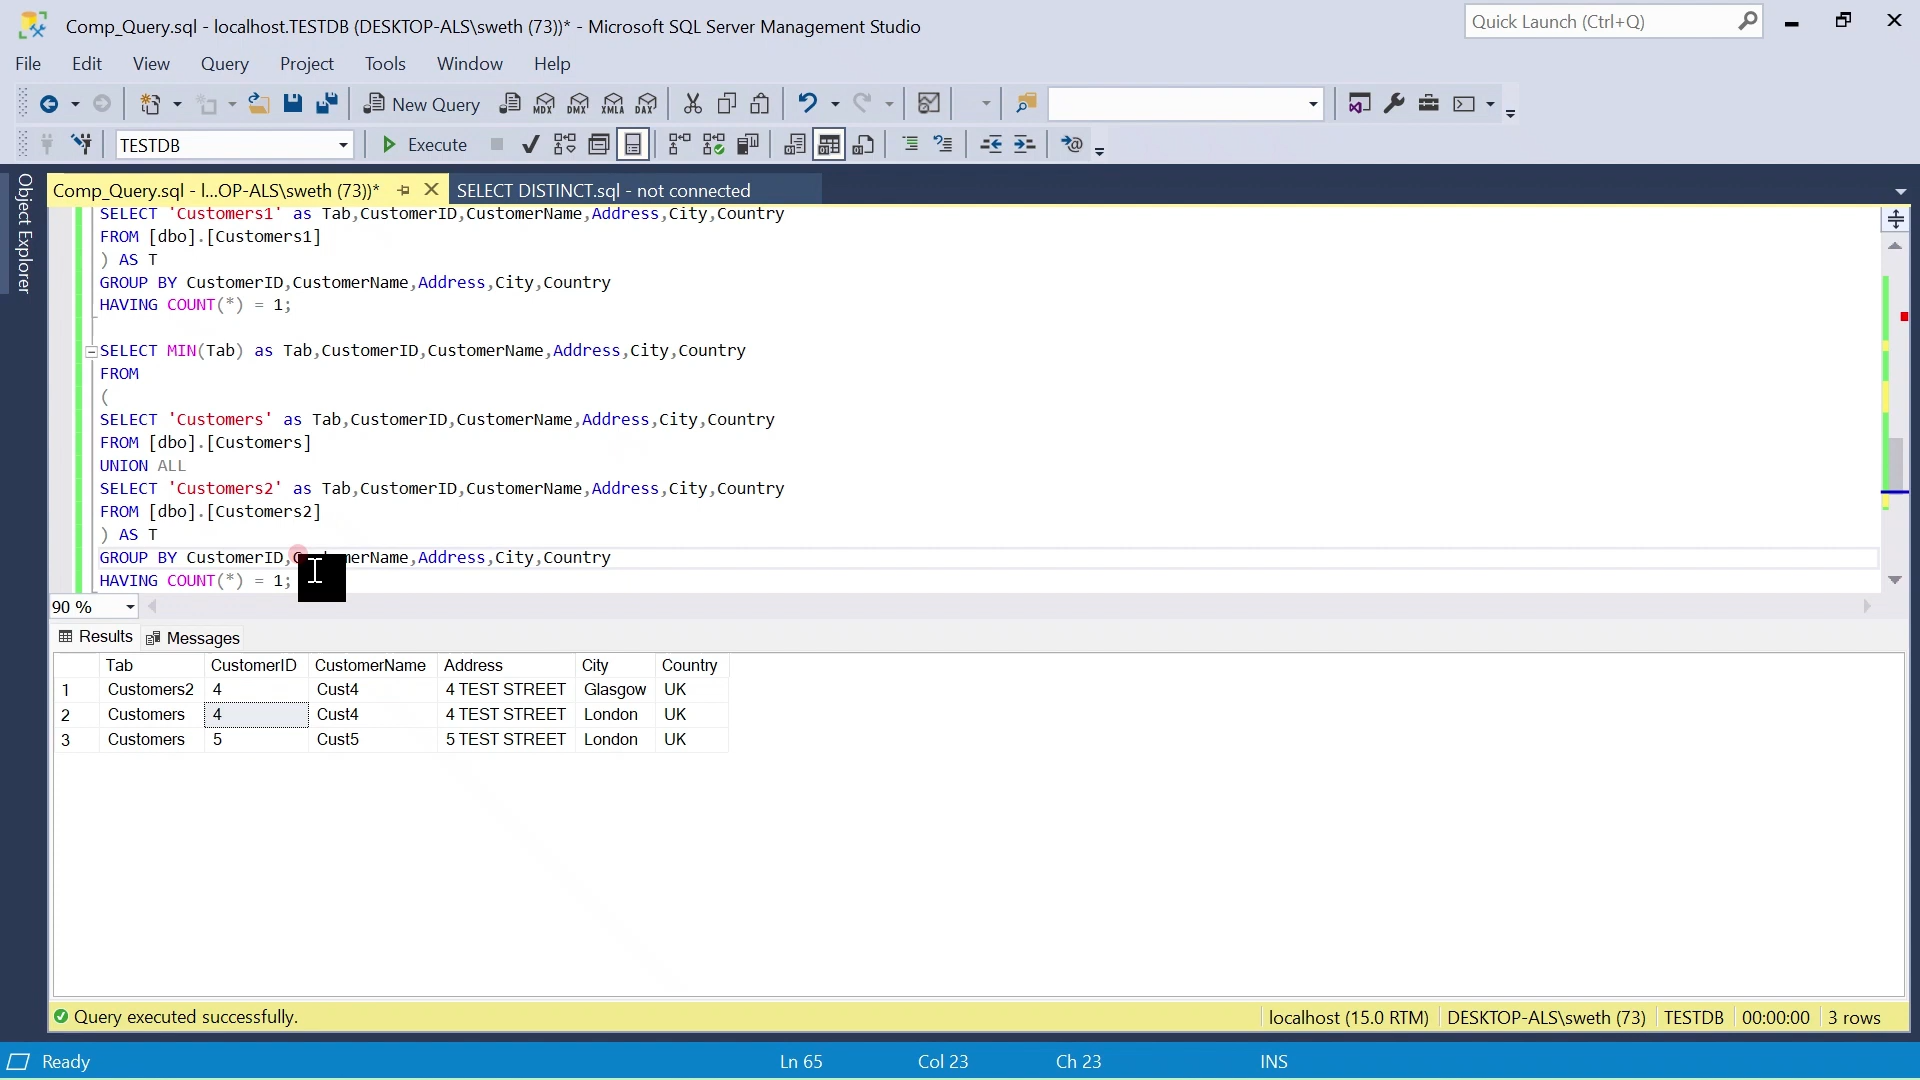 Comp_Query.sql - localhost.TESTDB (DESKTOP-ALS\sweth (73))* - Microsoft SQL Server Management Studio
Quick Launch (Ctrl+Q)
File Edit View Query Project Tools Window Help
New Query MDX DMX XMLA DAX
TESTDB Execute
Object Explorer
Comp_Query.sql - l...OP-ALS\sweth (73))* SELECT DISTINCT.sql - not connected
SELECT 'Customers1' as Tab,CustomerID,CustomerName,Address,City,Country
FROM [dbo].[Customers1]
) AS T
GROUP BY CustomerID,CustomerName,Address,City,Country
HAVING COUNT(*) = 1;
SELECT MIN(Tab) as Tab,CustomerID,CustomerName,Address,City,Country
FROM
(
SELECT 'Customers' as Tab,CustomerID,CustomerName,Address,City,Country
FROM [dbo].[Customers]
UNION ALL
SELECT 'Customers2' as Tab,CustomerID,CustomerName,Address,City,Country
FROM [dbo].[Customers2]
) AS T
GROUP BY CustomerID,CustomerName,Address,City,Country
HAVING COUNT(*) = 1;
90 %
Results Messages
Tab CustomerID CustomerName Address City Country
1 Customers2 4 Cust4 4 TEST STREET Glasgow UK
2 Customers 4 Cust4 4 TEST STREET London UK
3 Customers 5 Cust5 5 TEST STREET London UK
Query executed successfully. localhost (15.0 RTM) DESKTOP-ALS\sweth (73) TESTDB 00:00:00 3 rows
Ready Ln 65 Col 23 Ch 23 INS